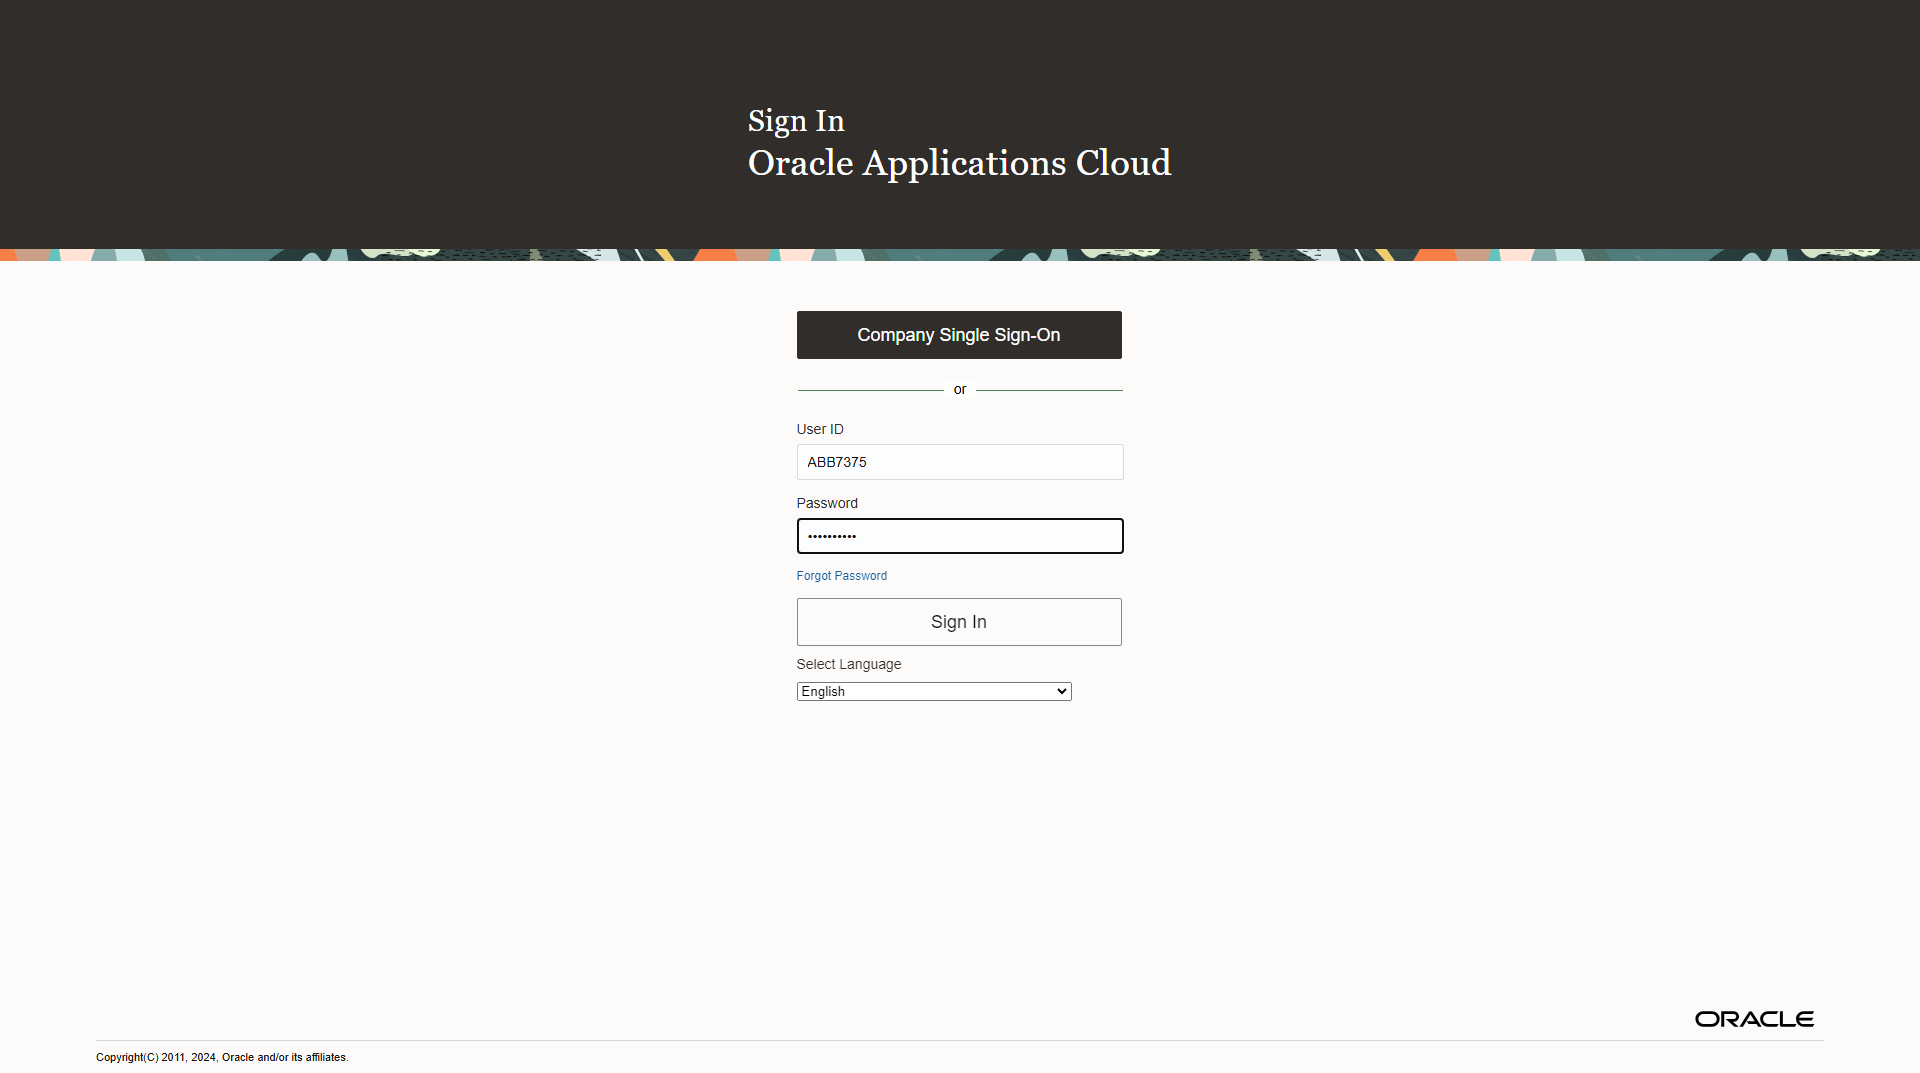 Sign In
Oracle Applications Cloud
Company Single Sign-On
or
User ID
ABB7375
Password
••••••••••
Forgot Password
Sign In
Select Language
English
ORACLE
Copyright(C) 2011, 2024, Oracle and/or its affiliates.